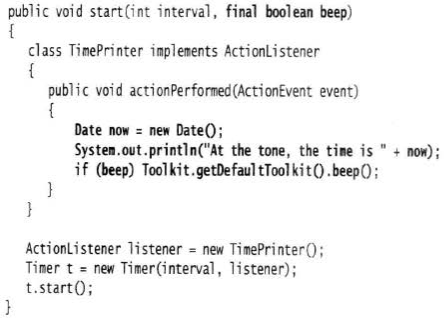 public void start(int interval, final boolean beep)
{
class TimePrinter implements ActionListener
{
public void actionPerformed(ActionEvent event)
{
Date now = new Date();
System.out.println("At the tone, the time is " + now);
if (beep) Toolkit.getDefaultToolkit().beep();
}
}
ActionListener listener = new TimePrinter();
Timer t = new Timer(interval, listener);
t.start();
}